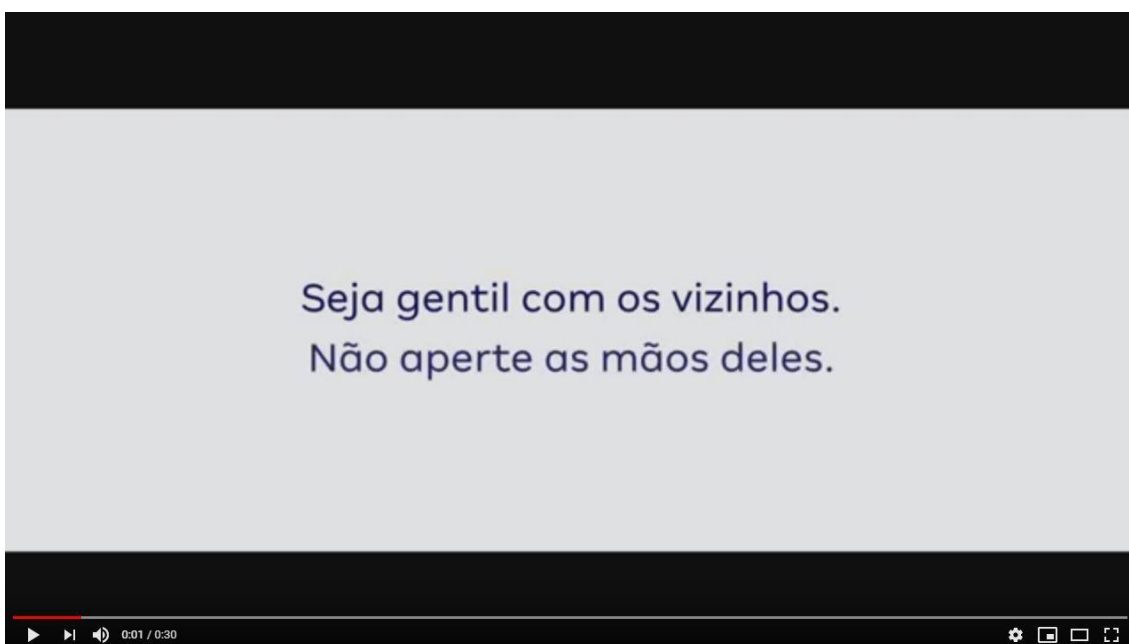 Seja gentil com os vizinhos.
Não aperte as mãos deles.
0:01 / 0:30